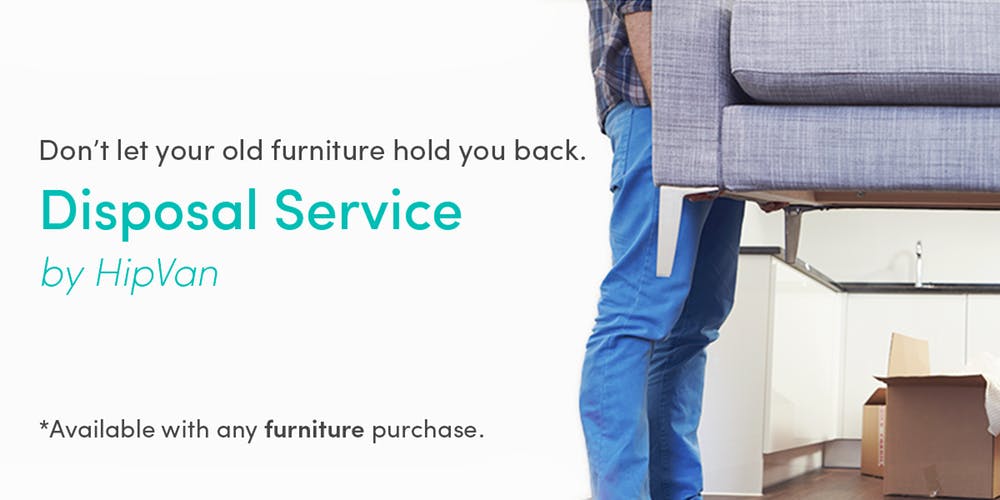 Don’t let your old furniture hold you back.
Disposal Service
by HipVan
*Available with any furniture purchase.